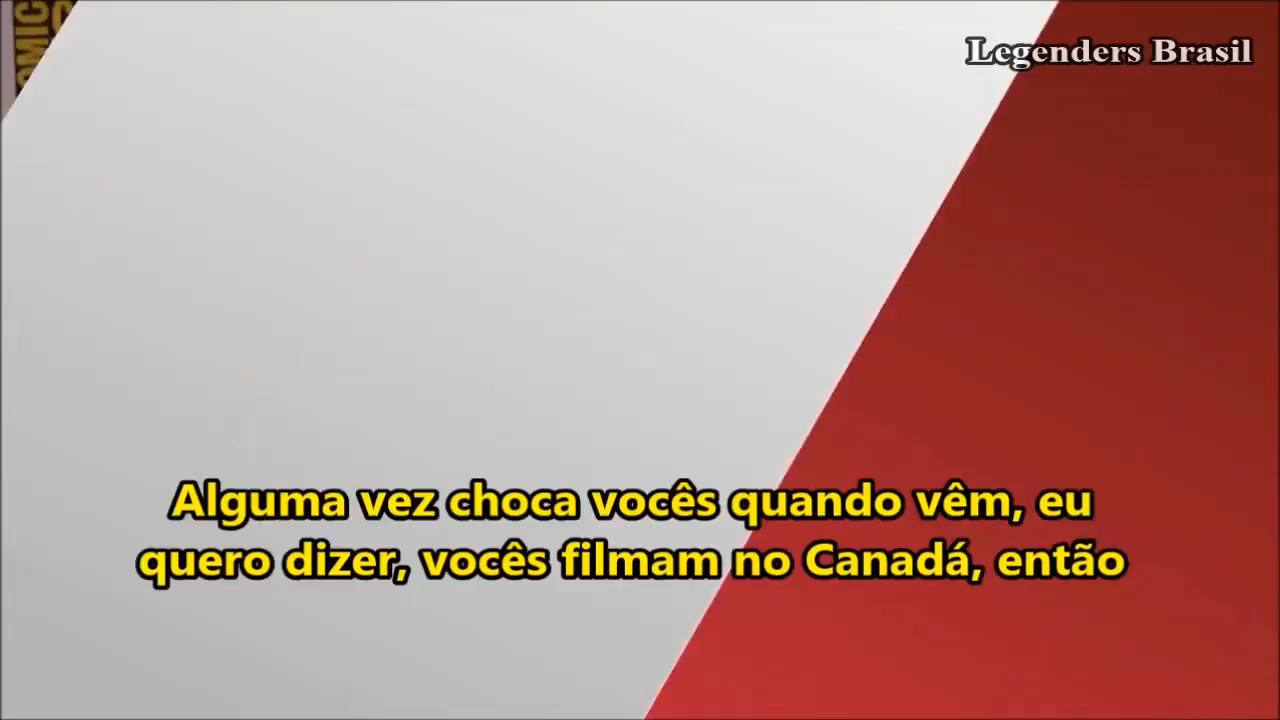 Legenders Brasil
Alguma vez choca vocês quando vêm, eu
quero dizer, vocês filmam no Canadá, então